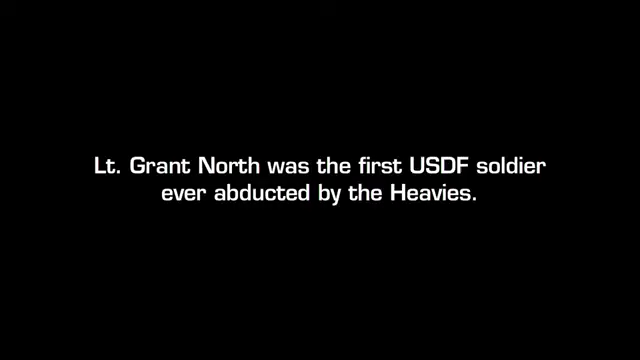 Lt. Grant North was the first USDF soldier
ever abducted by the Heavies.